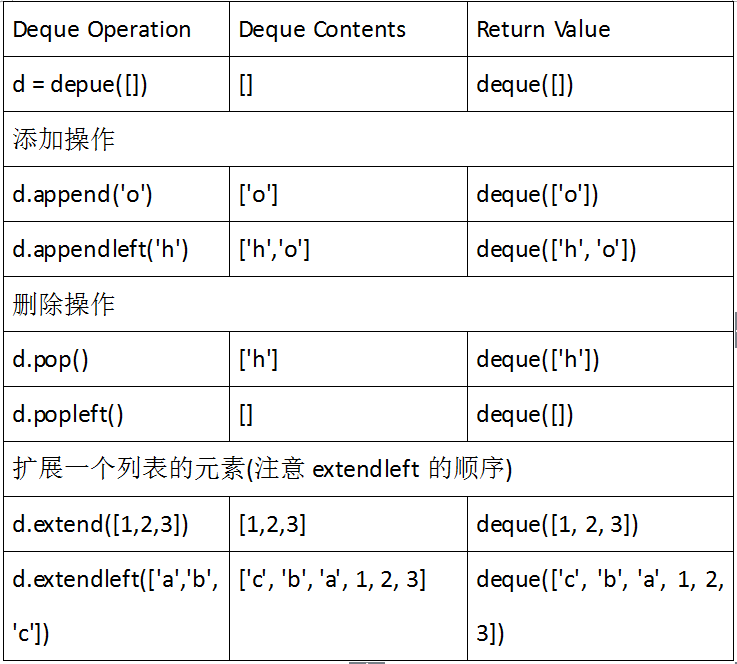 Deque Operation Deque Contents Return Value
d = depue([]) [] deque([])
添加操作
d.append('o') ['o'] deque(['o'])
d.appendleft('h') ['h','o'] deque(['h', 'o'])
删除操作
d.pop() ['h'] deque(['h'])
d.popleft() [] deque([])
扩展一个列表的元素(注意 extendleft 的顺序)
d.extend([1,2,3]) [1,2,3] deque([1, 2, 3])
d.extendleft(['a','b', ['c', 'b', 'a', 1, 2, 3] deque(['c', 'b', 'a', 1, 2,
'c']) 3])